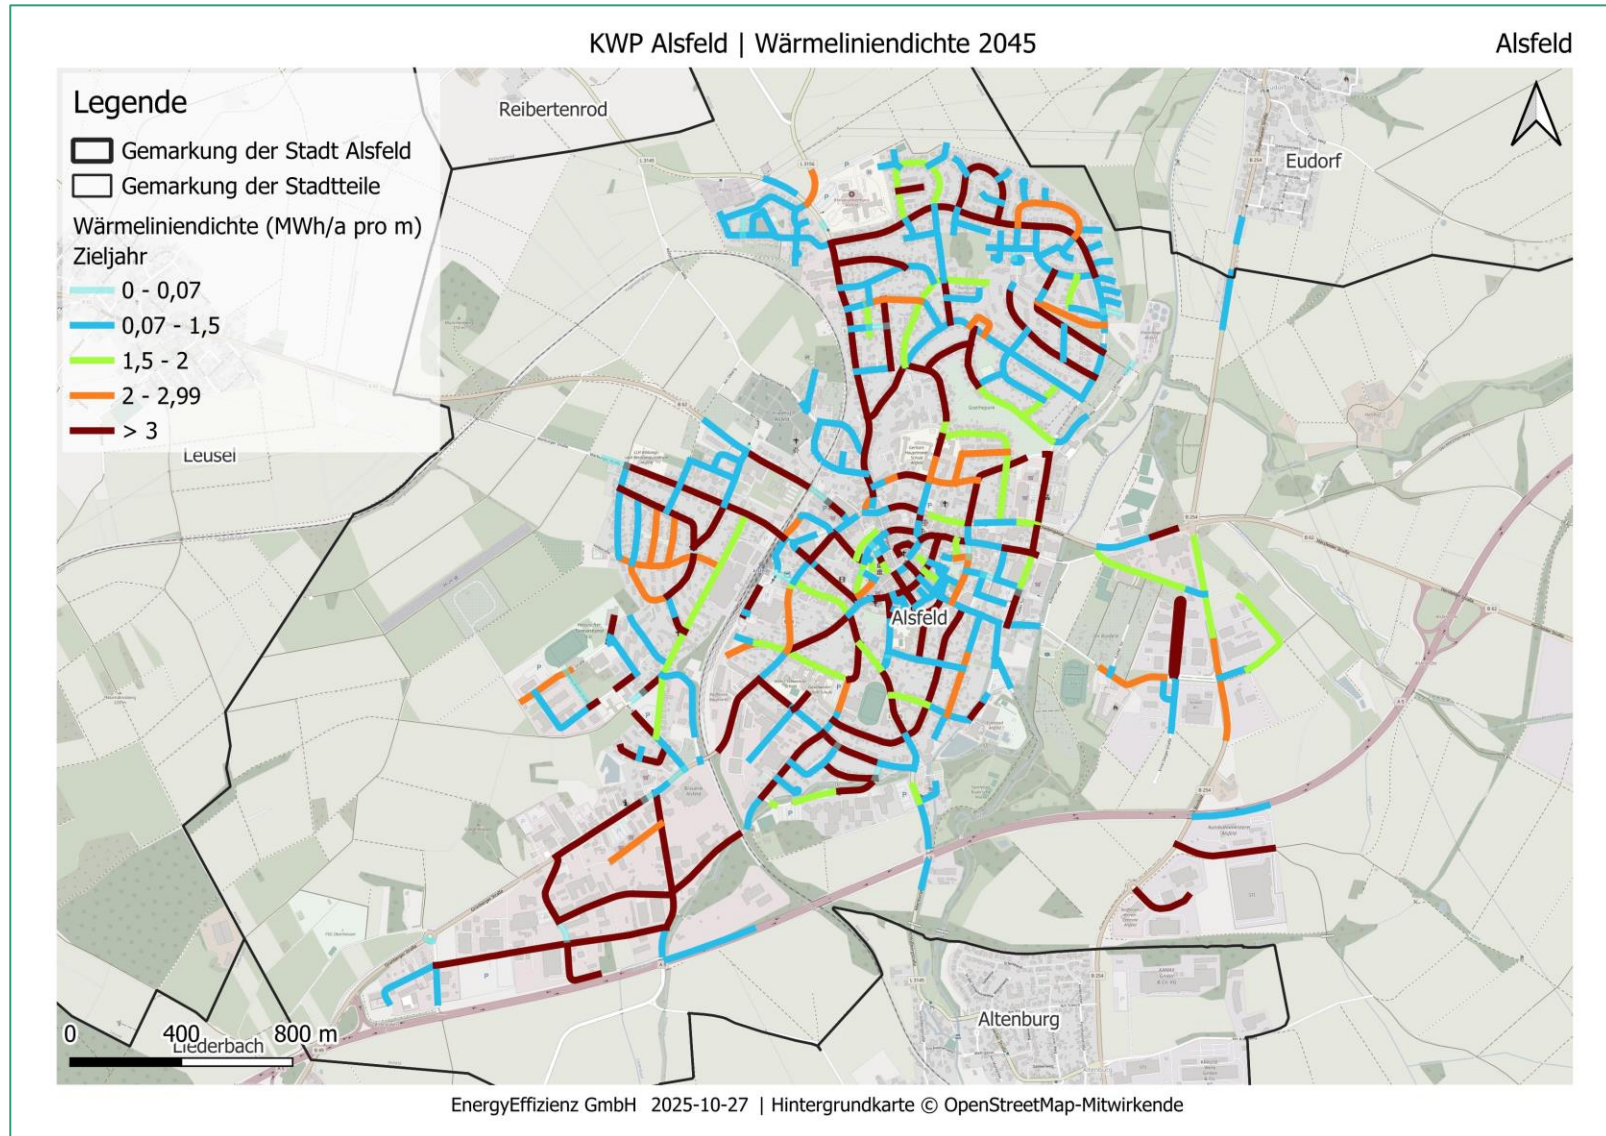 KWP Alsfeld | Wärmeliniendichte 2045
Alsfeld
Legende
Gemarkung der Stadt Alsfeld
Gemarkung der Stadtteile
Wärmeliniendichte (MWh/a pro m)
Zieljahr
0 - 0,07
0,07 - 1,5
1,5 - 2
2 - 2,99
> 3
Reibertenrod
Eudorf
Leusel
Alsfeld
Altenburg
Liederbach
0 400 800 m
EnergyEffizienz GmbH 2025-10-27 | Hintergrundkarte © OpenStreetMap-Mitwirkende